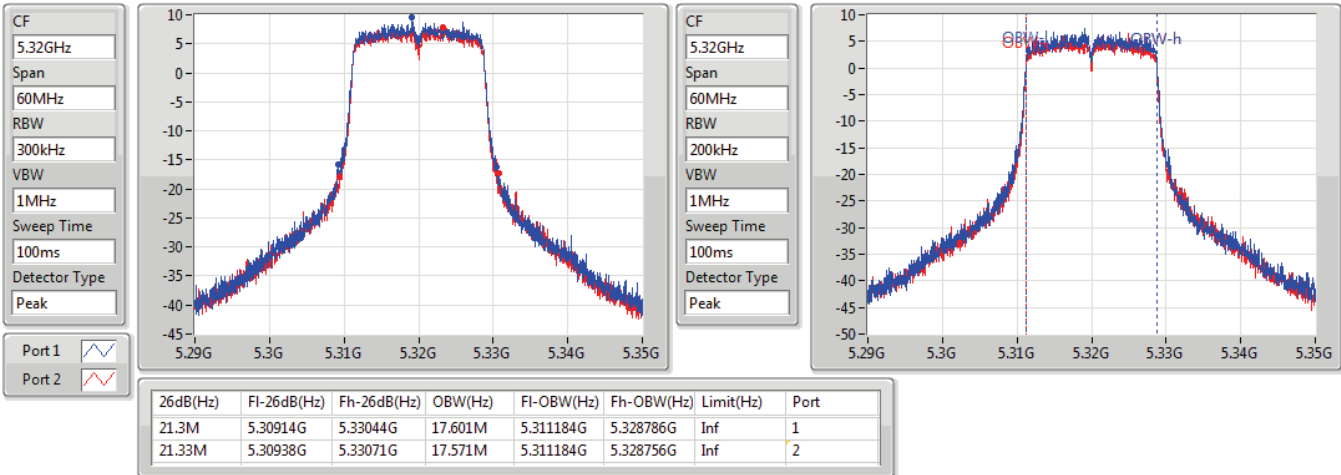 CF
5.32GHz
Span
60MHz
RBW
300kHz
VBW
1MHz
Sweep Time
100ms
Detector Type
Peak
Port 1
Port 2
10
5
0
-5
-10
-15
-20
-25
-30
-35
-40
-45
5.29G 5.3G 5.31G 5.32G 5.33G 5.34G 5.35G
CF
5.32GHz
Span
60MHz
RBW
200kHz
VBW
1MHz
Sweep Time
100ms
Detector Type
Peak
10
5
0
-5
-10
-15
-20
-25
-30
-35
-40
-45
-50
OBW-h
5.29G 5.3G 5.31G 5.32G 5.33G 5.34G 5.35G
26dB(Hz) Fl-26dB(Hz) Fh-26dB(Hz) OBW(Hz) Fl-OBW(Hz) Fh-OBW(Hz) Limit(Hz) Port
21.3M 5.30914G 5.33044G 17.601M 5.311184G 5.328786G Inf 1
21.33M 5.30938G 5.33071G 17.571M 5.311184G 5.328756G Inf 2